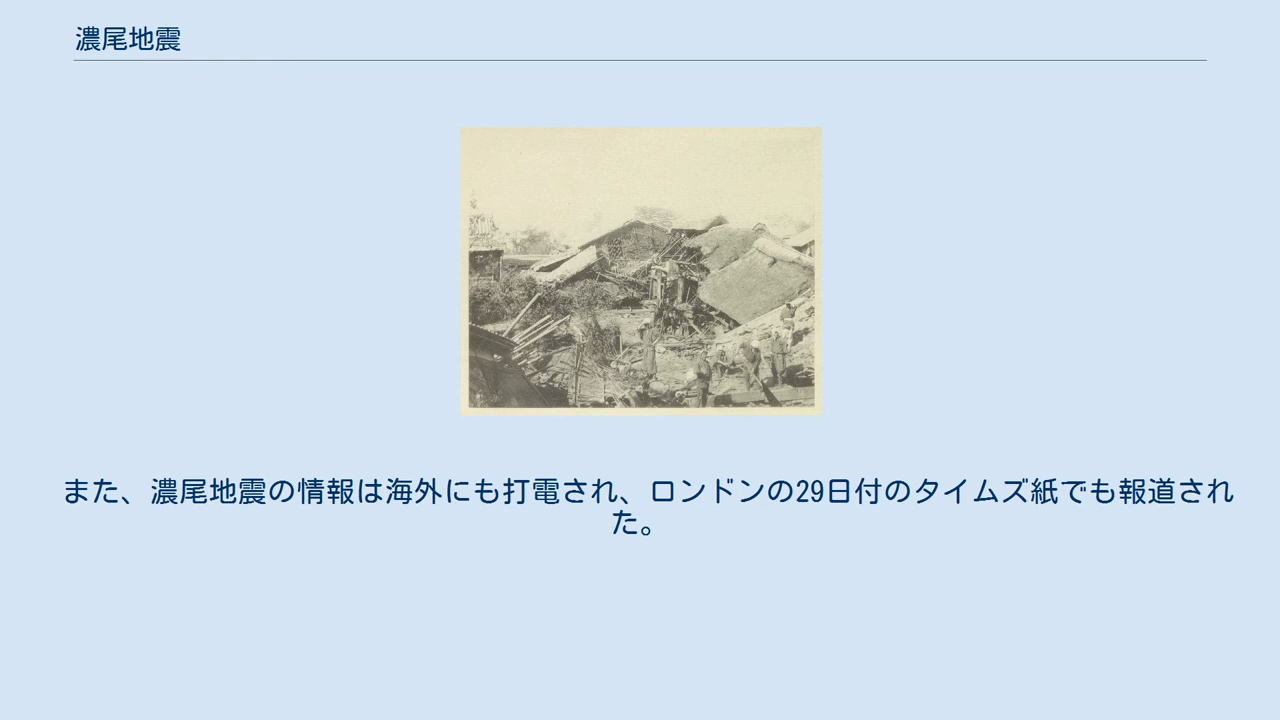 濃尾地震
また、濃尾地震の情報は海外にも打電され、ロンドンの29日付のタイムズ紙でも報道され
た。